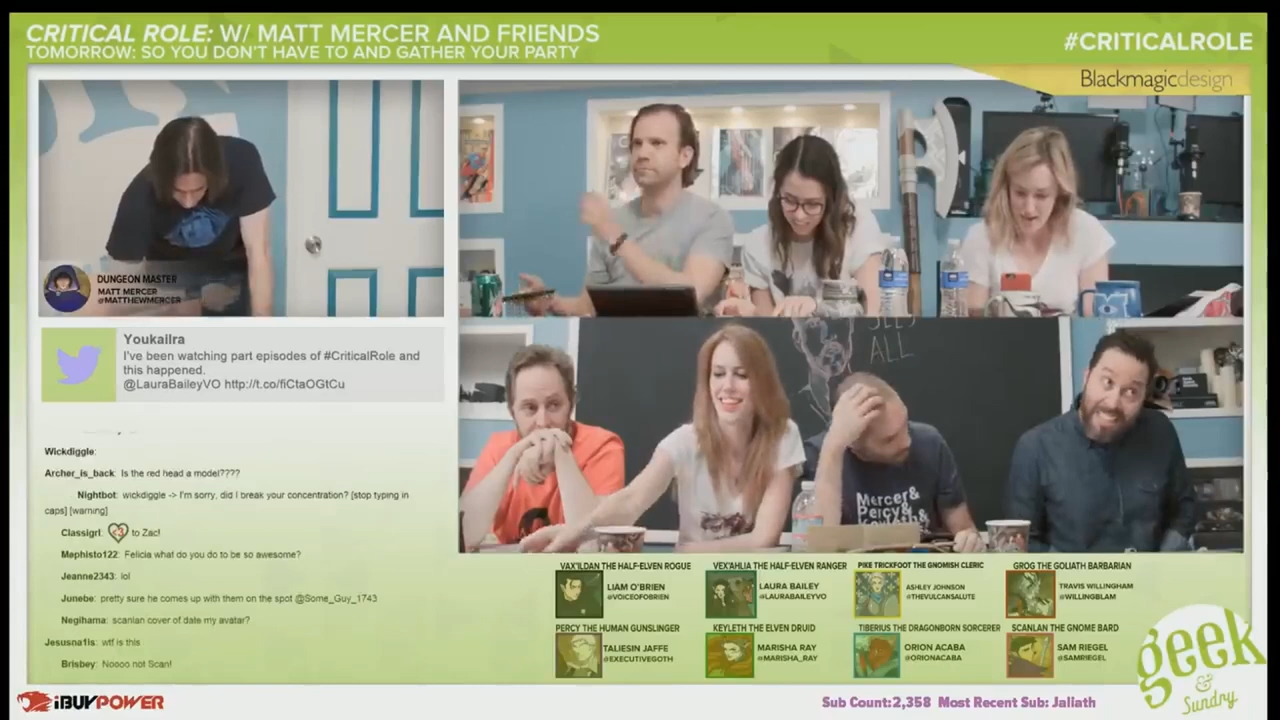 CRITICAL ROLE: W/ MATT MERCER AND FRIENDS
TOMORROW: SO YOU DON'T HAVE TO AND GATHER YOUR PARTY
#CRITICALROLE
Blackmagicdesign
DUNGEON MASTER
MATT MERCER
@MATTHEWMERCER
Youkailra
I've been watching part episodes of #CriticalRole and
this happened.
@LauraBaileyVO http://t.co/fiCtaOGtCu
Wickdiggle:
Archer_is_back: Is the red head a model????
Nightbot: wickdiggle -> I'm sorry, did I break your concentration? [stop typing in
caps] [warning]
Classigrl: <3 to Zac!
Mephisto122: Felicia what do you do to be so awesome?
Jeanne2343: lol
Junebe: pretty sure he comes up with them on the spot @Some_Guy_1743
Negihama: scanlan cover of date my avatar?
Jesusna1ls: wtf is this
Brisbey: Noooo not Scan!
SEES
ALL
Mercer&
Percy&
Keyleth&
VAX'ILDAN THE HALF-ELVEN ROGUE
LIAM O'BRIEN
@VOICEOFOBRIEN
VEX'AHLIA THE HALF-ELVEN RANGER
LAURA BAILEY
@LAURABAILEYVO
PIKE TRICKFOOT THE GNOMISH CLERIC
ASHLEY JOHNSON
@THEVULCANSALUTE
GROG THE GOLIATH BARBARIAN
TRAVIS WILLINGHAM
@WILLINGBLAM
PERCY THE HUMAN GUNSLINGER
TALIESIN JAFFE
@EXECUTIVEGOTH
KEYLETH THE ELVEN DRUID
MARISHA RAY
@MARISHA_RAY
TIBERIUS THE DRAGONBORN SORCERER
ORION ACABA
@ORIONACABA
SCANLAN THE GNOME BARD
SAM RIEGEL
@SAMRIEGEL
geek
&
Sundry
iBUYPOWER
Sub Count:2,358 Most Recent Sub: Jaliath